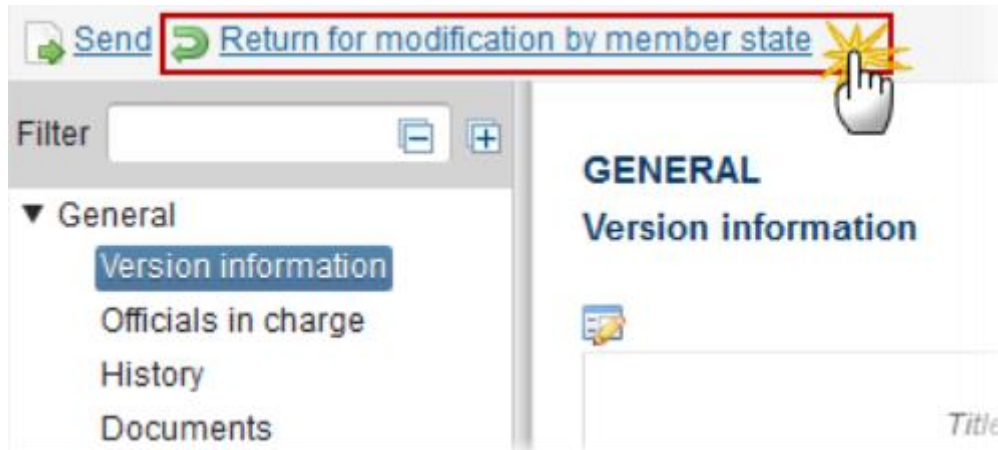 Send Return for modification by member state
Filter
General
Version information
Officials in charge
History
Documents
GENERAL
Version information
Title